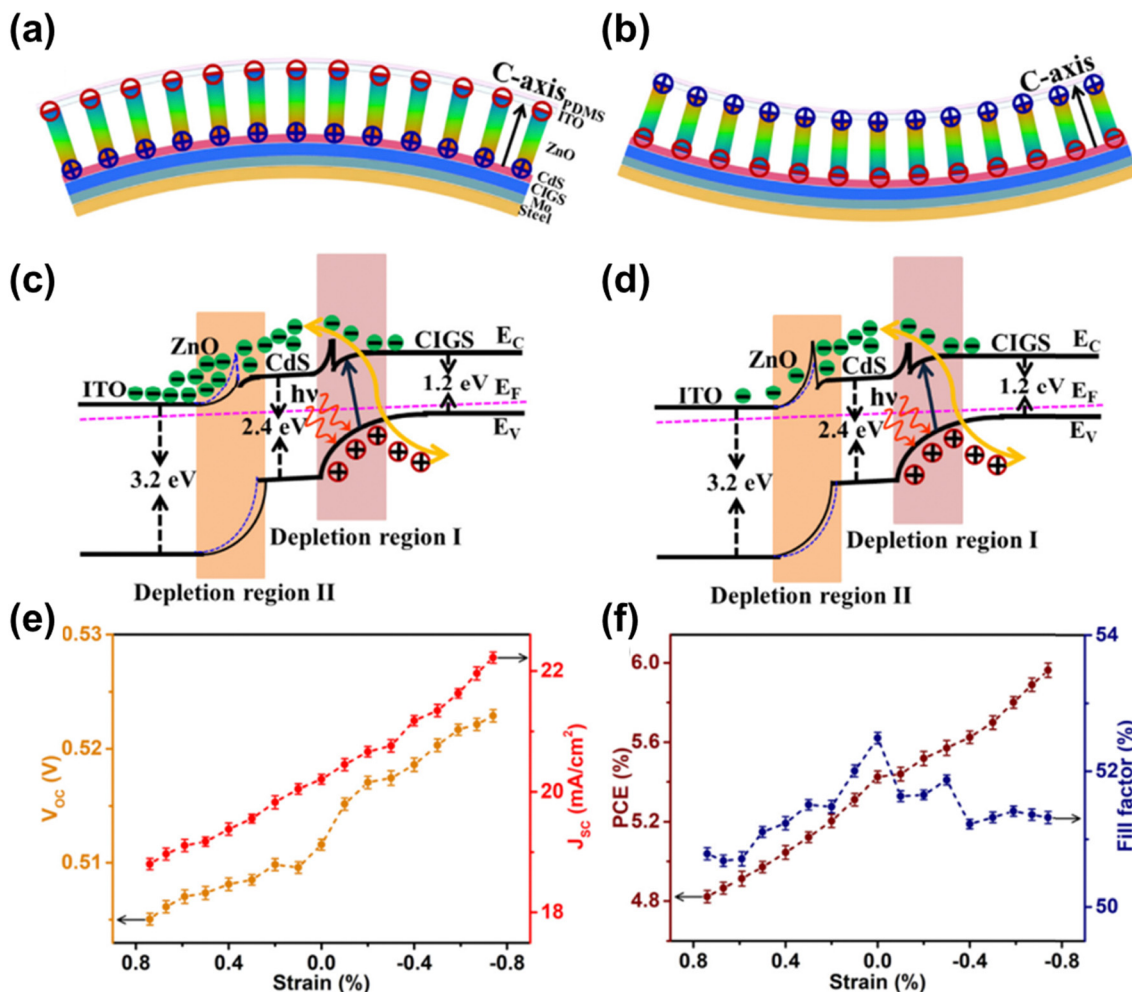 (a)
C-axis
PDMS
ITO
ZnO
CdS
CIGS
Mo
Steel
(b)
C-axis
(c)
ZnO
CdS
CIGS
E_C
ITO
hν
1.2 eV
E_F
2.4 eV
E_V
3.2 eV
Depletion region I
Depletion region II
(d)
ZnO
CdS
CIGS
E_C
ITO
hν
1.2 eV
E_F
2.4 eV
E_V
3.2 eV
Depletion region I
Depletion region II
(e)
0.53
0.52
0.51
V_OC (V)
22
20
18
J_SC (mA/cm²)
0.8 0.4 0.0 -0.4 -0.8
Strain (%)
(f)
6.0
5.6
5.2
4.8
PCE (%)
54
52
50
Fill factor (%)
0.8 0.4 0.0 -0.4 -0.8
Strain (%)